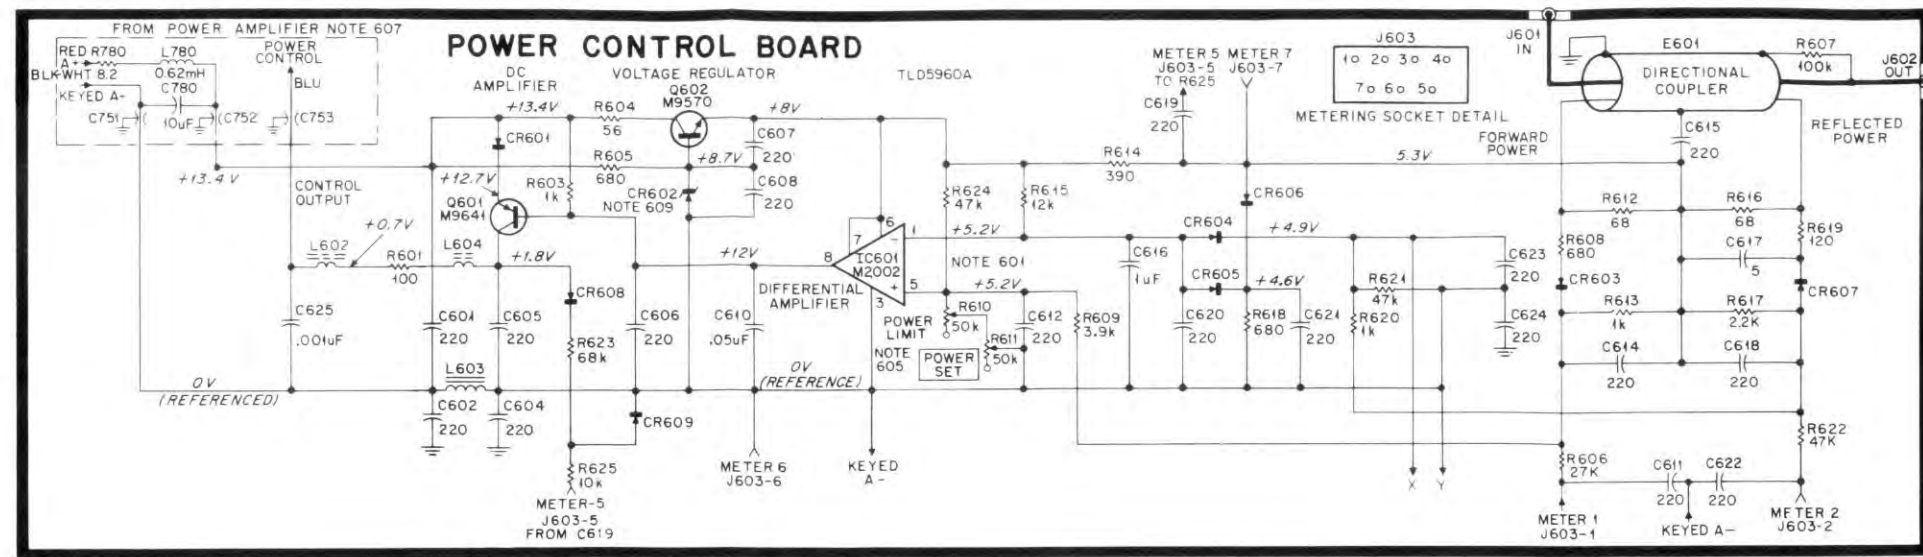 FROM POWER AMPLIFIER NOTE 607
POWER CONTROL BOARD
RED R780
A+
BLK-WHT 8.2
KEYED A-
L780
0.62mH
C780
10uF
POWER
CONTROL
BLU
C751
C752
C753
+13.4V
CONTROL
OUTPUT
+0.7V
L602
R601
100
L604
C625
.001uF
0V
(REFERENCED)
DC
AMPLIFIER
+13.4V
CR601
+12.7V
Q601
M9641
R603
1k
+1.8V
CR608
R623
68k
C601
220
C605
220
L603
C602
220
C604
220
R625
10k
METER-5
J603-5
FROM C619
CR609
VOLTAGE REGULATOR
Q602
M9570
R604
56
R605
680
+8V
+8.7V
CR602
NOTE 609
C607
220
C608
220
+12V
C606
220
C610
.05uF
METER 6
J603-6
0V
(REFERENCE)
TLD5960A
8
7
6
1
5
3
-
+
IC601
M2002
DIFFERENTIAL
AMPLIFIER
KEYED
A-
R624
47k
R615
12k
+5.2V
NOTE 601
+5.2V
POWER
LIMIT
R610
50k
NOTE
605
POWER
SET
R611
50k
C612
220
R609
3.9k
METER 5
J603-5
TO R625
METER 7
J603-7
C619
220
R614
390
CR606
C616
1uF
CR604
+4.9V
CR605
+4.6V
C620
220
R618
680
C621
220
R621
47k
R620
1k
C623
220
C624
220
X Y
J603
1o 2o 3o 4o
7o 6o 5o
METERING SOCKET DETAIL
5.3V
FORWARD
POWER
J601
IN
E601
DIRECTIONAL
COUPLER
R607
100k
J602
OUT
REFLECTED
POWER
C615
220
R612
68
R616
68
R608
680
CR603
C617
5
R619
120
CR607
R613
1k
R617
2.2K
C614
220
C618
220
R606
27K
R622
47K
C611
220
C622
220
METER 1
J603-1
KEYED A-
METER 2
J603-2